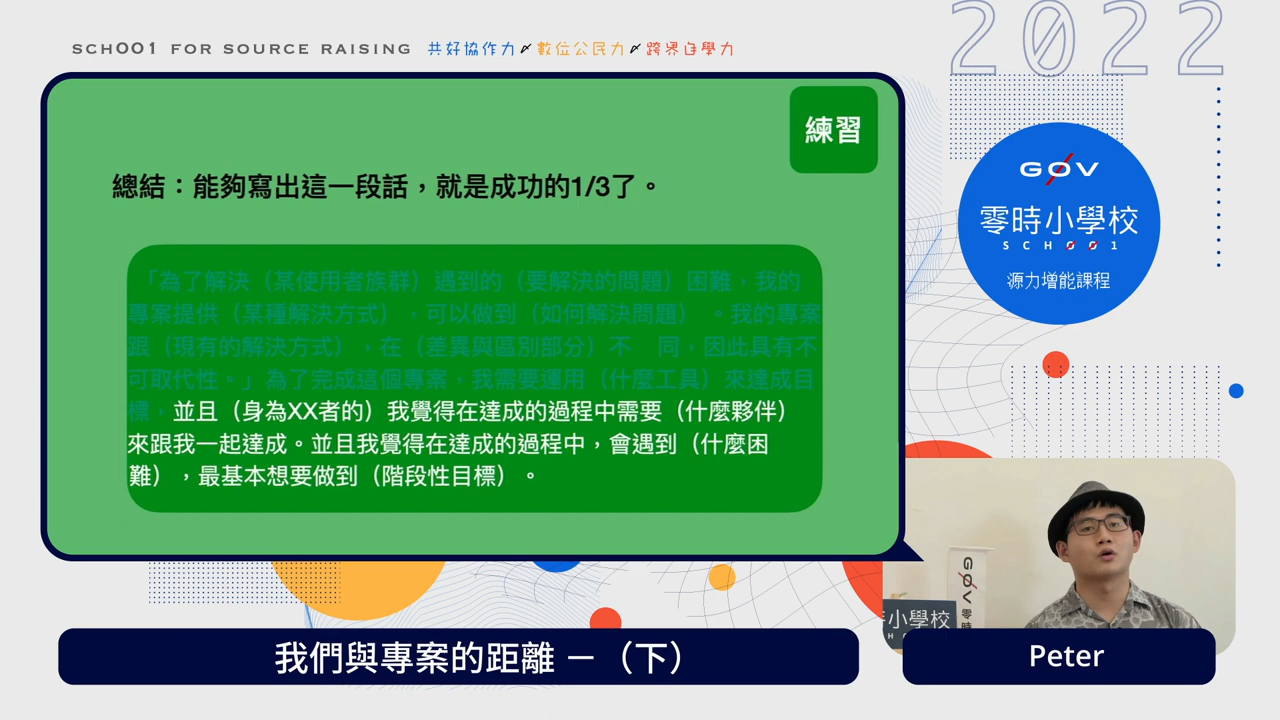 SCHOO1 FOR SOURCE RAISING 共好協作力 數位公民力 跨界自學力
2022
練習
總結：能夠寫出這一段話，就是成功的1/3了。
「為了解決（某使用者族群）遇到的（要解決的問題）困難，我的
專案提供（某種解決方式），可以做到（如何解決問題）。我的專案
跟（現有的解決方式），在（差異與區別部分）不 同，因此具有不
可取代性。」為了完成這個專案，我需要運用（什麼工具）來達成目
標，並且（身為XX者的）我覺得在達成的過程中需要（什麼夥伴）
來跟我一起達成。並且我覺得在達成的過程中，會遇到（什麼困
難），最基本想要做到（階段性目標）。
G0V
零時小學校
SCHOO1
源力增能課程
G0V 零時
小學校
我們與專案的距離 －（下）
Peter